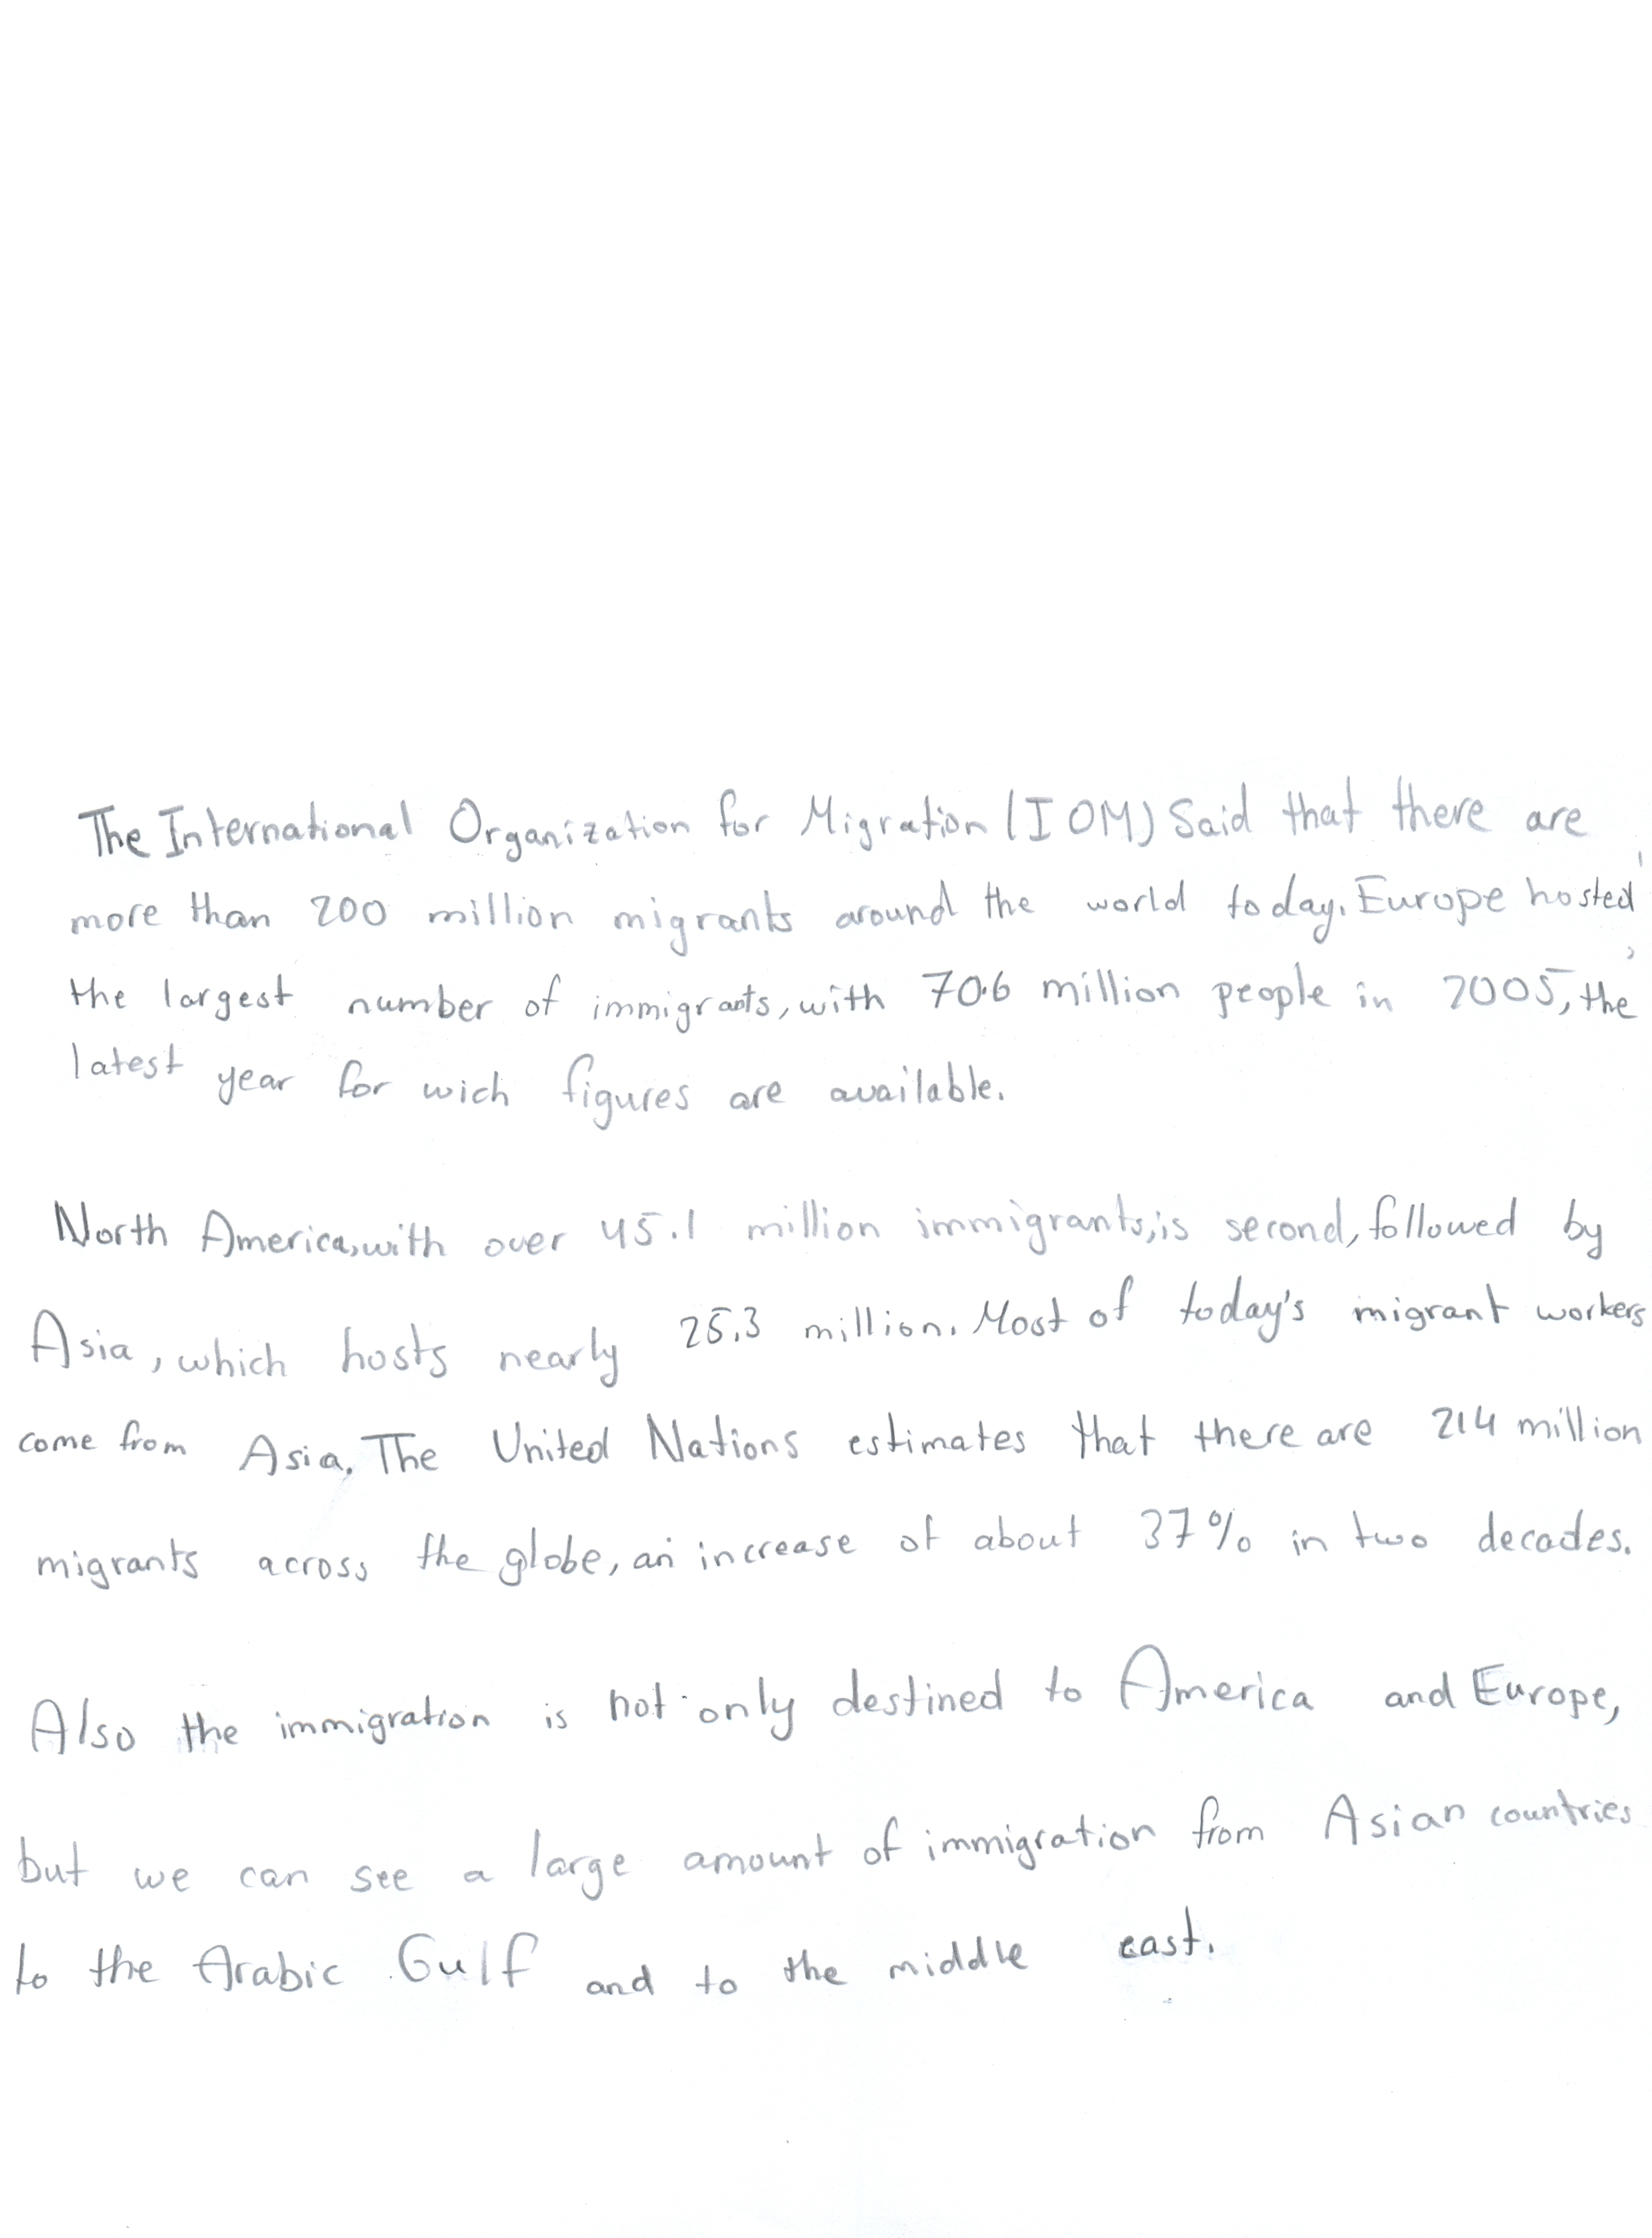 The International Organization for Migration (IOM) Said that there are
more than 200 million migrants around the world today. Europe hosted
the largest number of immigrants, with 70.6 million people in 2005, the
latest year for wich figures are available.
North America, with over 45.1 million immigrants, is second, followed by
Asia, which hosts nearly 25.3 million. Most of today's migrant workers
come from Asia. The United Nations estimates that there are 214 million
migrants across the globe, an increase of about 37% in two decades.
Also the immigration is not only destined to America and Europe,
but we can see a large amount of immigration from Asian countries
to the Arabic Gulf and to the middle east.